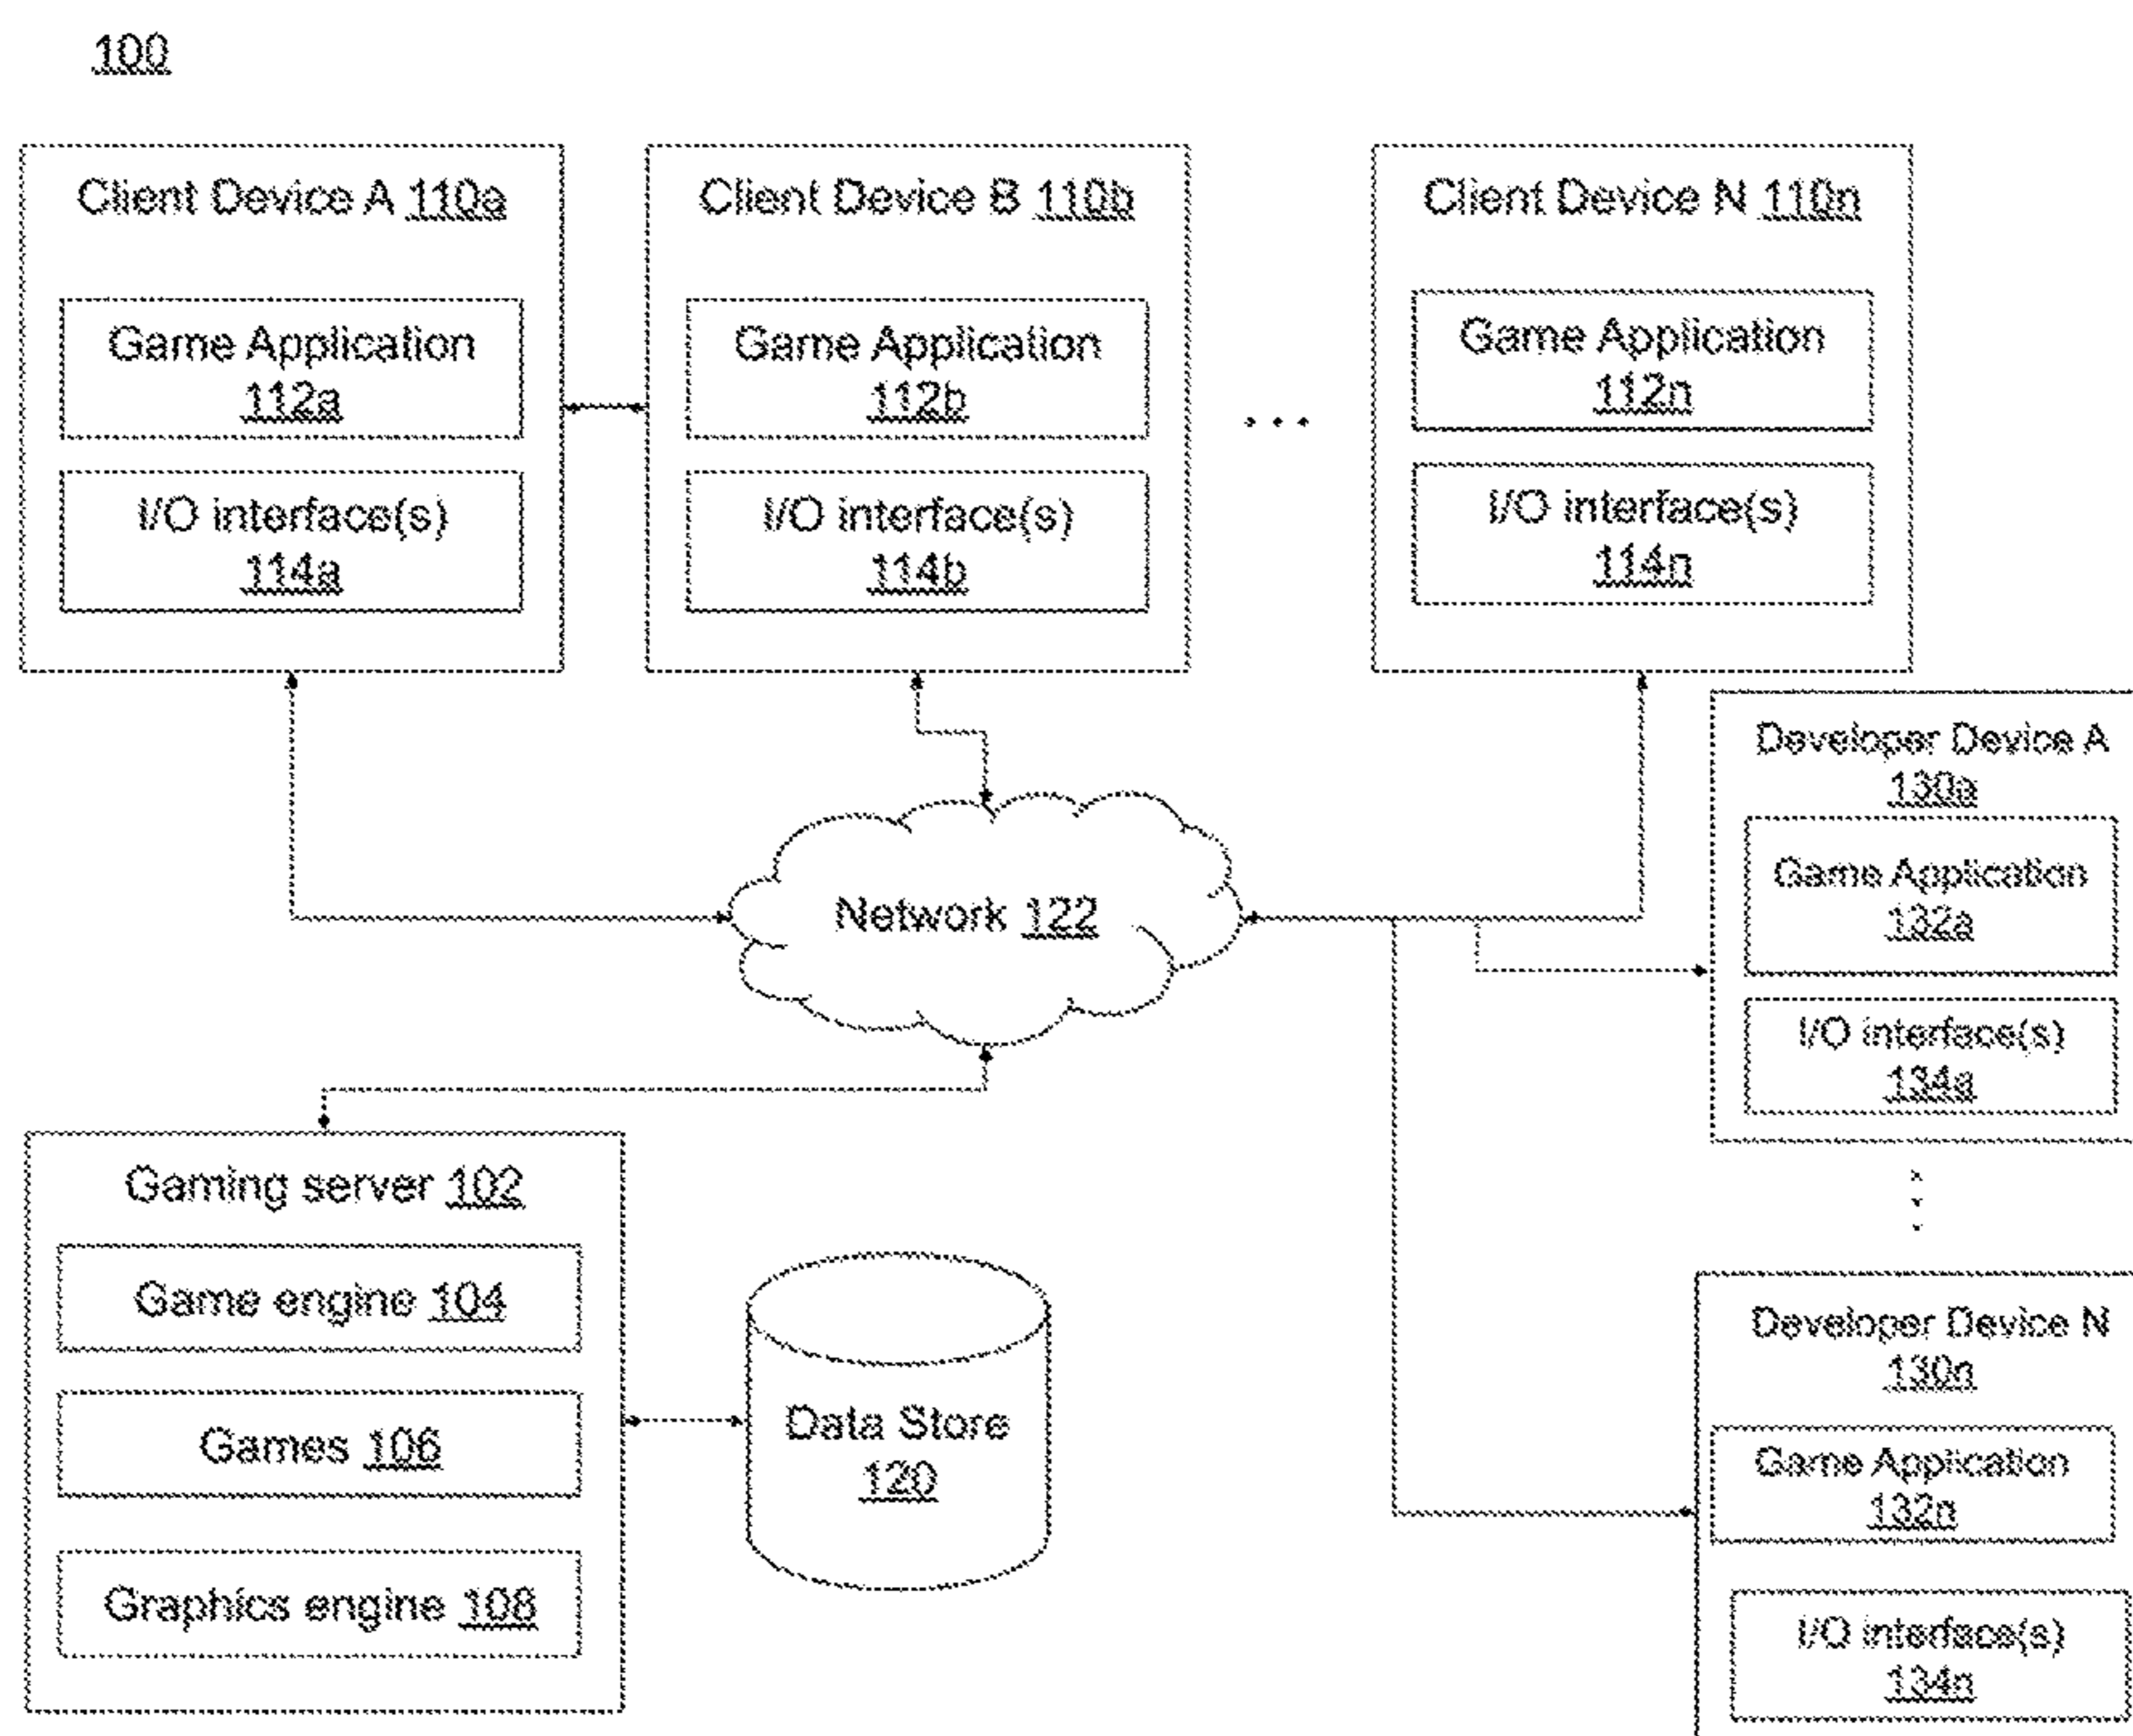 100
Client Device A 110a
Game Application
112a
I/O interface(s)
114a
Client Device B 110b
Game Application
112b
I/O interface(s)
114b
. . .
Client Device N 110n
Game Application
112n
I/O interface(s)
114n
Developer Device A
130a
Game Application
132a
I/O interface(s)
134a
Network 122
Gaming server 102
Game engine 104
Games 106
Graphics engine 108
Data Store
120
Developer Device N
130n
Game Application
132n
I/O interface(s)
134n